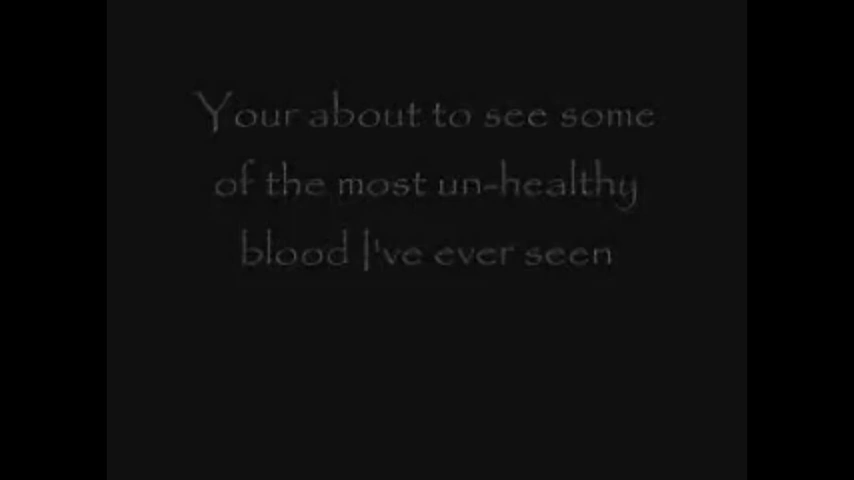 Your about to see some
of the most un-healthy
blood I've ever seen